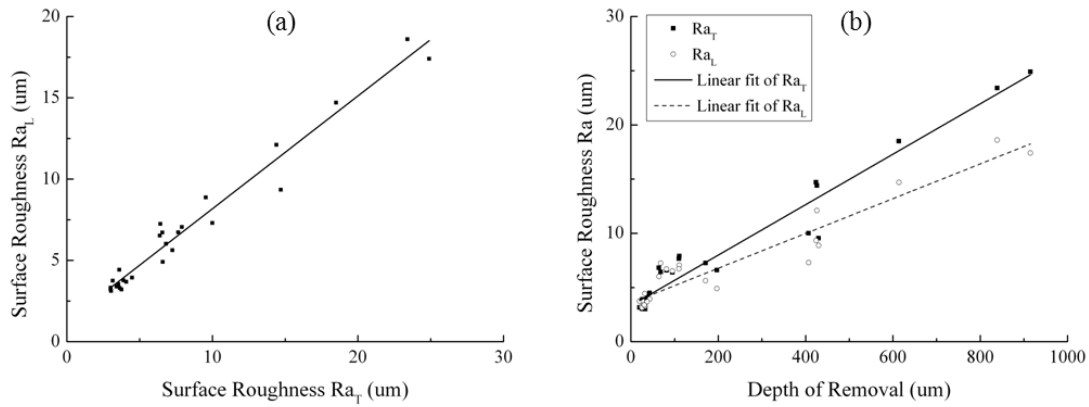 (a)
20
15
10
5
0
0 10 20 30
Surface Roughness Ra_L (um)
Surface Roughness Ra_T (um)
(b)
30
20
10
0
0 200 400 600 800 1000
Surface Roughness Ra (um)
Depth of Removal (um)
Ra_T
Ra_L
Linear fit of Ra_T
Linear fit of Ra_L